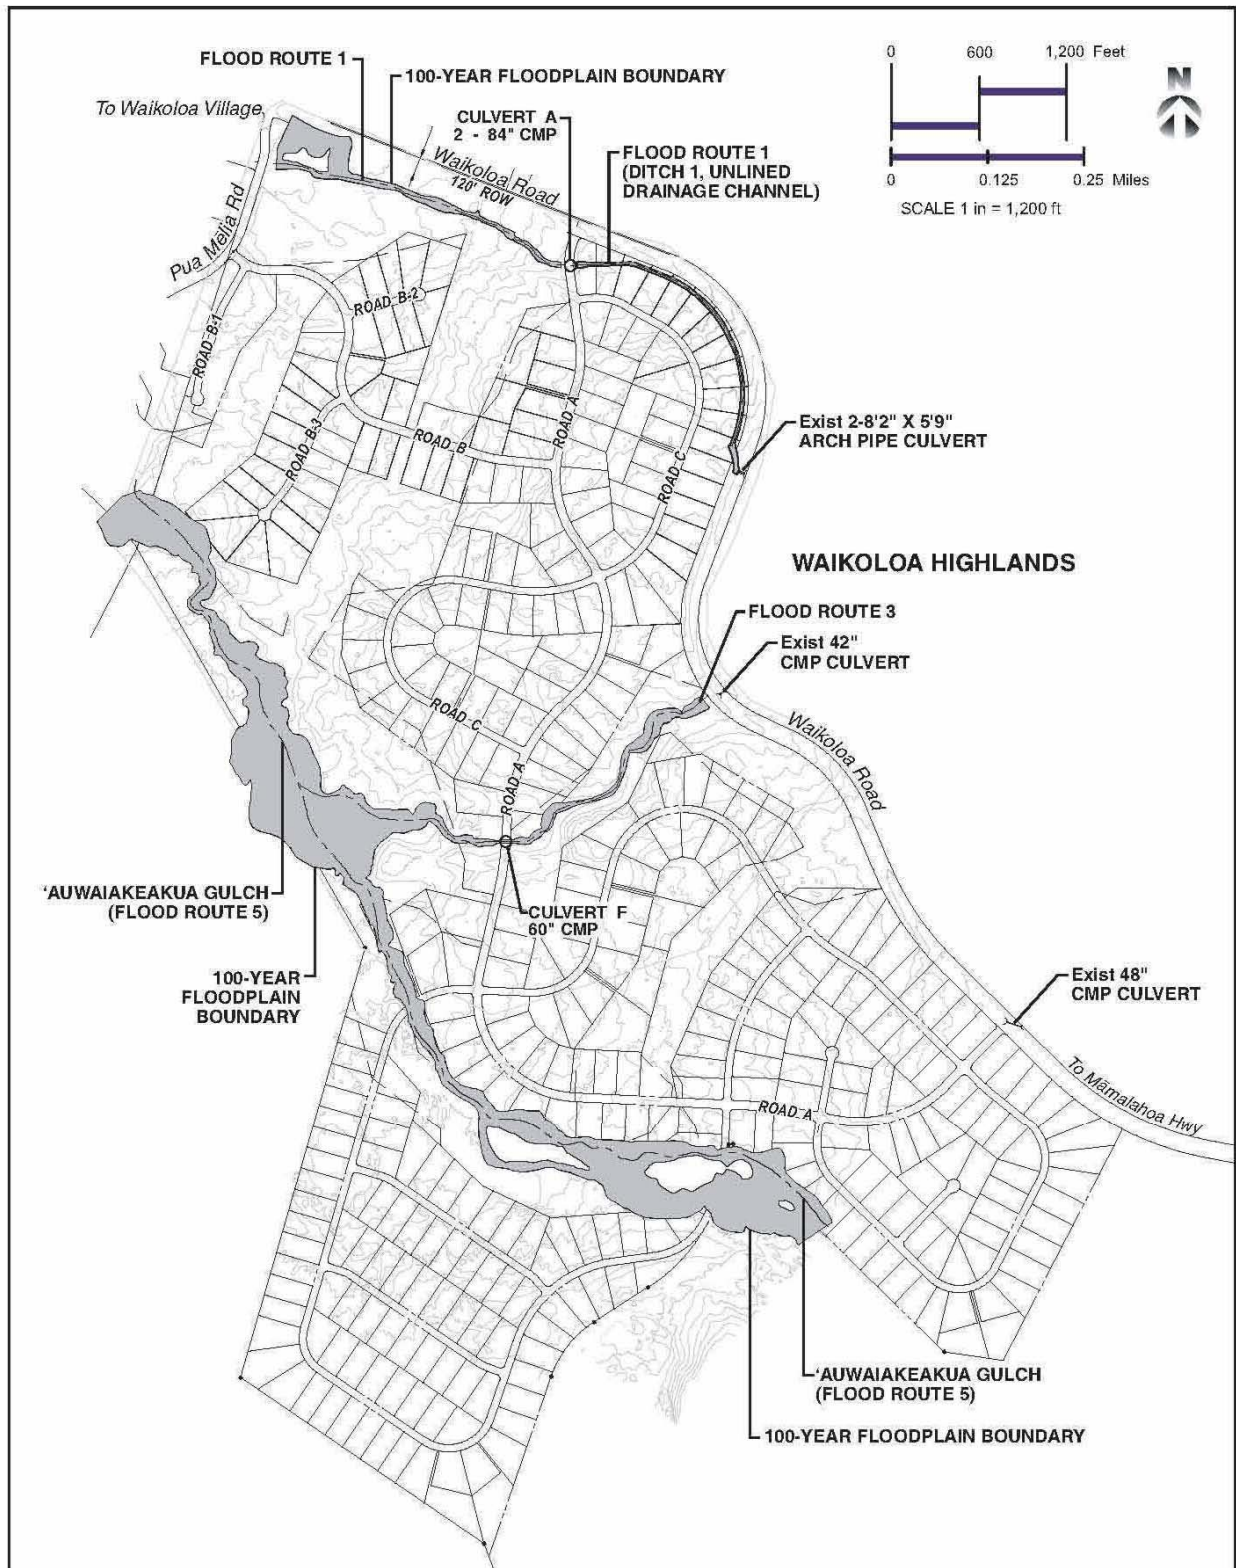 0 600 1,200 Feet
N
0 0.125 0.25 Miles
SCALE 1 in = 1,200 ft
FLOOD ROUTE 1
100-YEAR FLOODPLAIN BOUNDARY
To Waikoloa Village
CULVERT A
2 - 84" CMP
Waikoloa Road
120' ROW
FLOOD ROUTE 1
(DITCH 1, UNLINED
DRAINAGE CHANNEL)
Pua Mēlia Rd
ROAD B-2
ROAD B-1
ROAD A
ROAD B
ROAD B-3
ROAD C
Exist 2-8'2" X 5'9"
ARCH PIPE CULVERT
WAIKOLOA HIGHLANDS
FLOOD ROUTE 3
Exist 42"
CMP CULVERT
ROAD C
Waikoloa Road
ROAD A
'AUWAIAKEAKUA GULCH
(FLOOD ROUTE 5)
CULVERT F
60" CMP
100-YEAR
FLOODPLAIN
BOUNDARY
Exist 48"
CMP CULVERT
To Māmalahoa Hwy
ROAD A
'AUWAIAKEAKUA GULCH
(FLOOD ROUTE 5)
100-YEAR FLOODPLAIN BOUNDARY